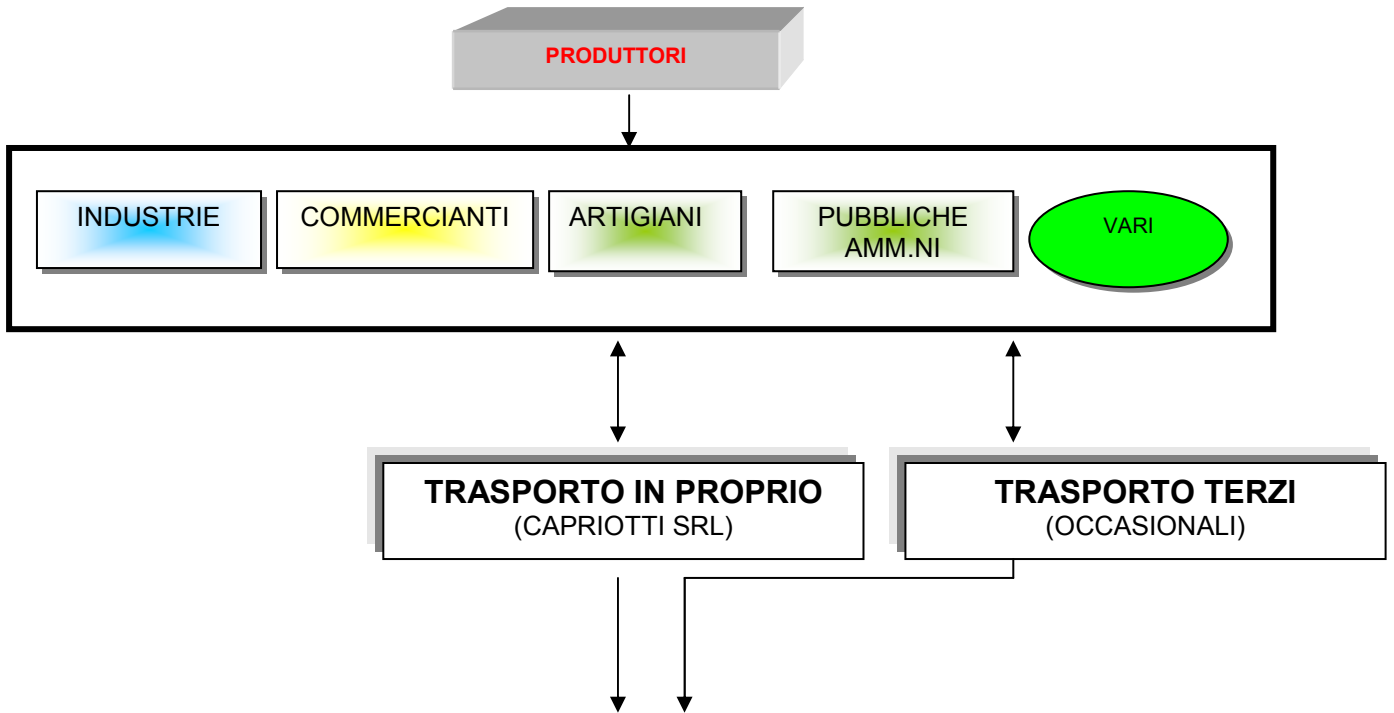 PRODUTTORI
INDUSTRIE
COMMERCIANTI
ARTIGIANI
PUBBLICHE
AMM.NI
VARI
TRASPORTO IN PROPRIO
(CAPRIOTTI SRL)
TRASPORTO TERZI
(OCCASIONALI)